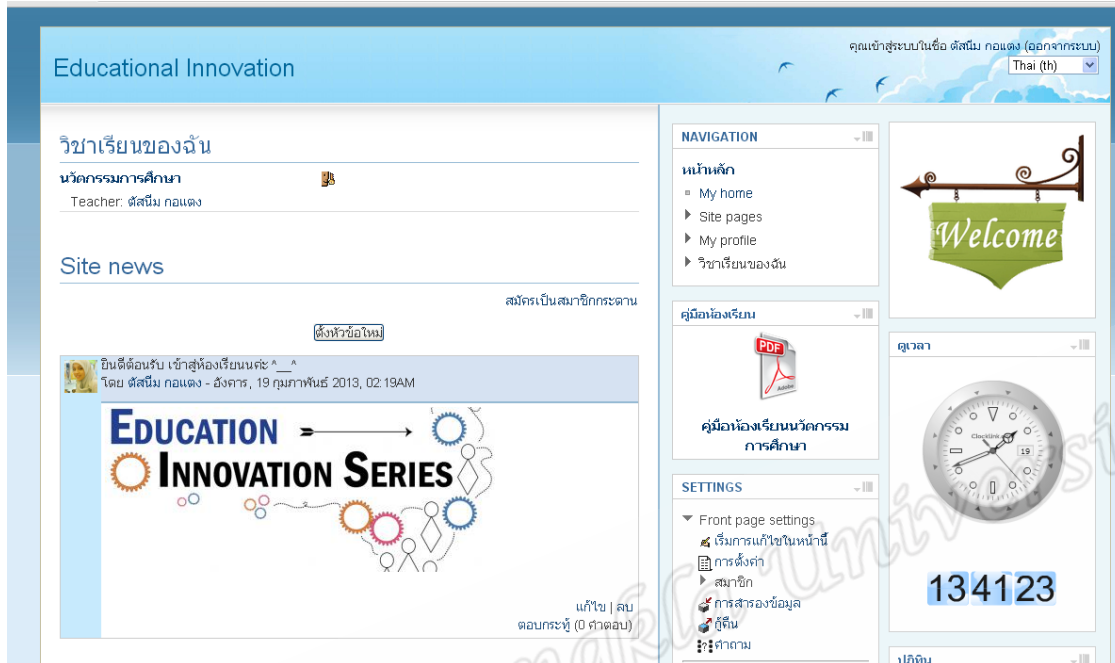 คุณเข้าสู่ระบบในชื่อ ตัสนีม กอแตง (ออกจากระบบ)
Thai (th)
Educational Innovation
วิชาเรียนของฉัน
นวัตกรรมการศึกษา
Teacher: ตัสนีม กอแตง
Site news
สมัครเป็นสมาชิกกระดาน
ตั้งหัวข้อใหม่
ยินดีต้อนรับ เข้าสู่ห้องเรียนนค่ะ ^__^
โดย ตัสนีม กอแตง - อังคาร, 19 กุมภาพันธ์ 2013, 02:19AM
EDUCATION
INNOVATION SERIES
แก้ไข | ลบ
ตอบกระทู้ (0 คำตอบ)
NAVIGATION
หน้าหลัก
My home
Site pages
My profile
วิชาเรียนของฉัน
คู่มือห้องเรียน
PDF
Adobe
คู่มือห้องเรียนนวัตกรรม
การศึกษา
SETTINGS
Front page settings
เริ่มการแก้ไขในหน้านี้
การตั้งค่า
สมาชิก
การสำรองข้อมูล
กู้คืน
คำถาม
Welcome
ดูเวลา
ClockLink
19
13 41 23
ปฏิทิน